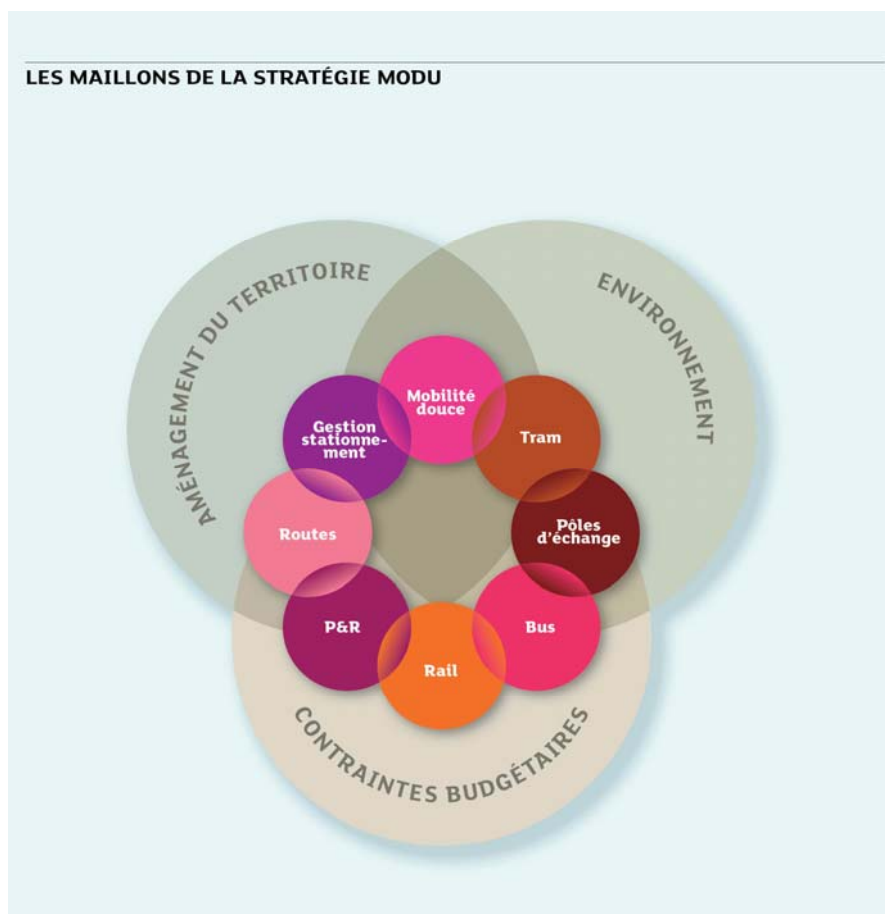 LES MAILLONS DE LA STRATÉGIE MODU
AMÉNAGEMENT DU TERRITOIRE
ENVIRONNEMENT
Mobilité
douce
Gestion
stationne-
ment
Tram
Routes
Pôles
d'échange
P&R
Bus
Rail
CONTRAINTES BUDGÉTAIRES